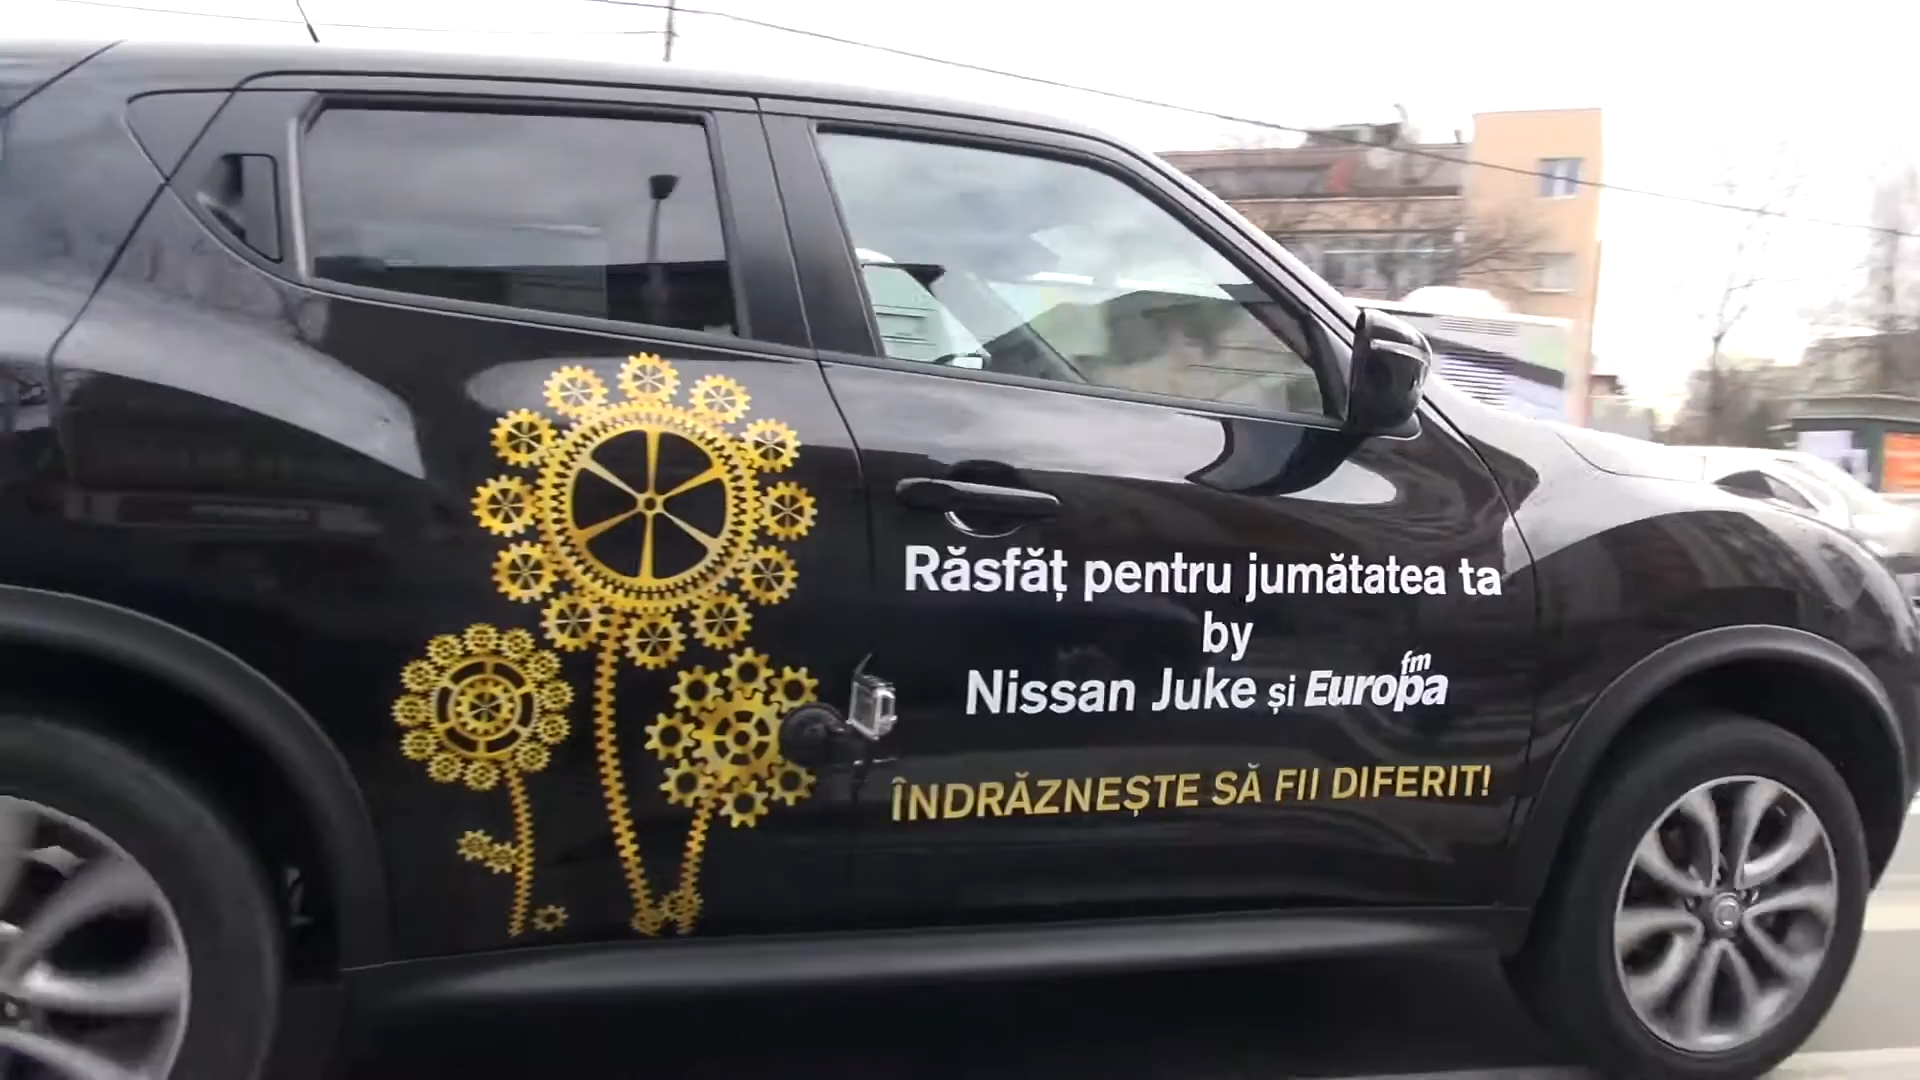 Răsfăț pentru jumătatea ta
by
Nissan Juke și Europa fm
ÎNDRĂZNEȘTE SĂ FII DIFERIT!